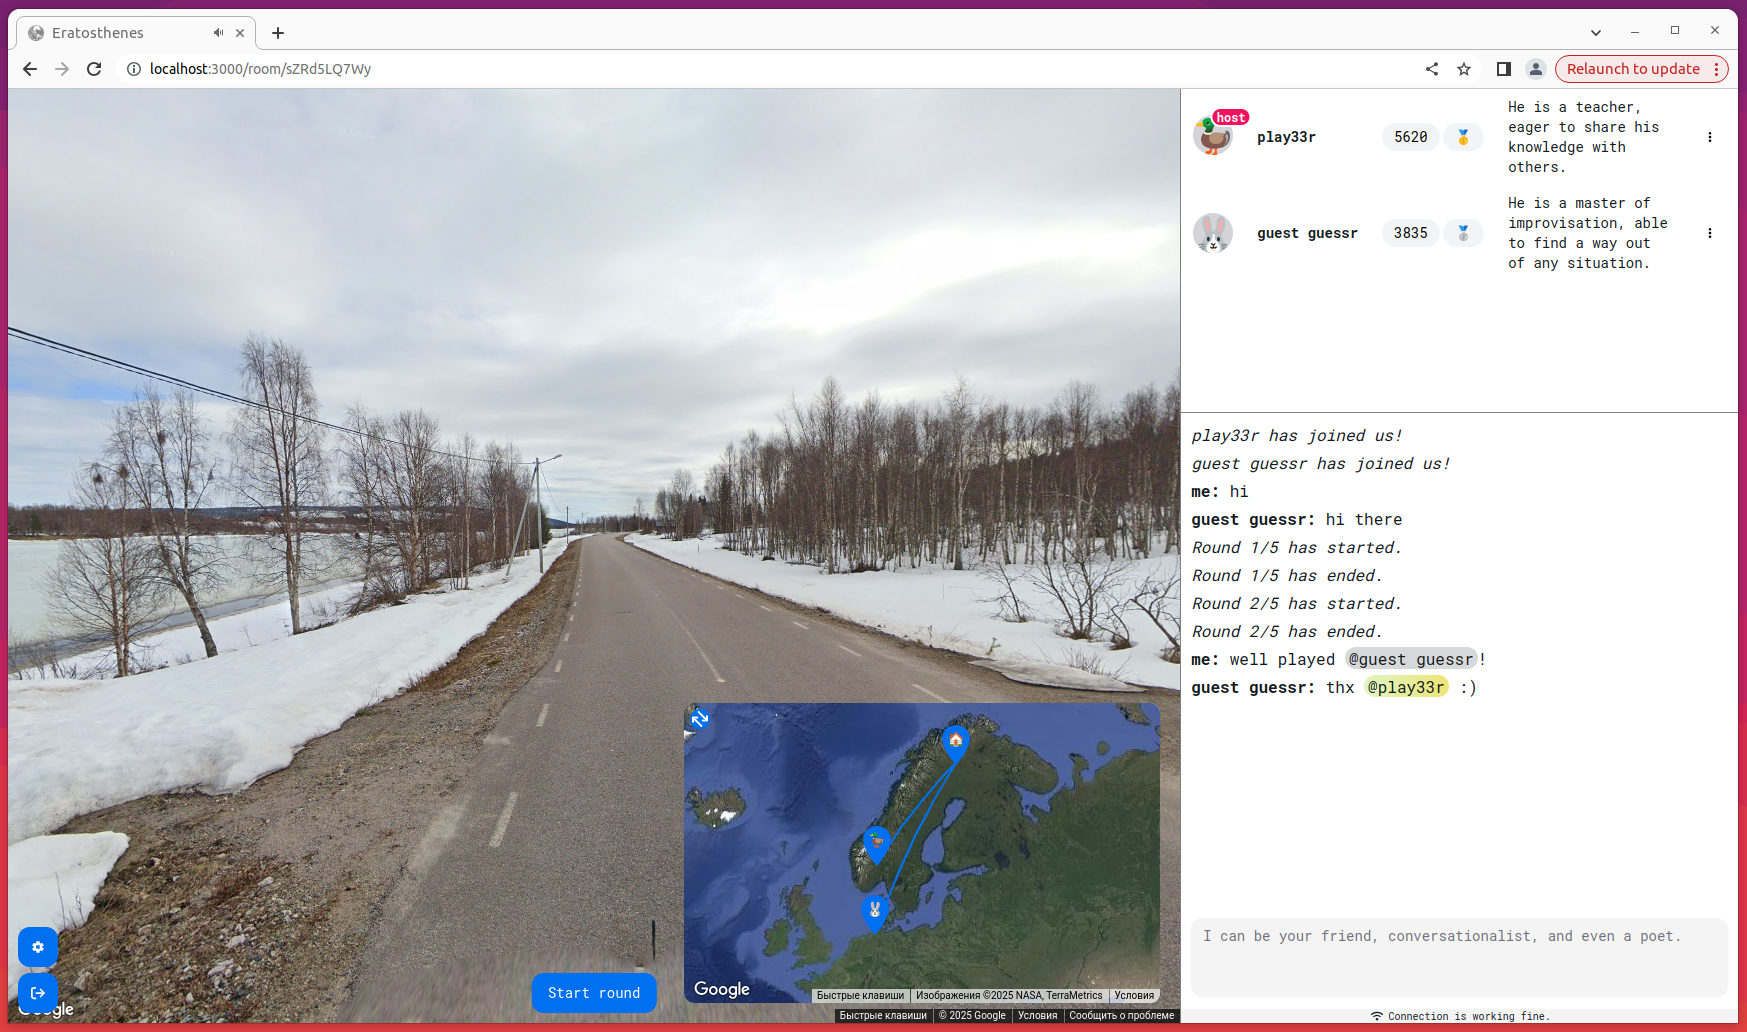 Eratosthenes
localhost:3000/room/sZRd5LQ7Wy
Relaunch to update
host
play33r
5620
He is a teacher,
eager to share his
knowledge with
others.
guest guessr
3835
He is a master of
improvisation, able
to find a way out
of any situation.
play33r has joined us!
guest guessr has joined us!
me: hi
guest guessr: hi there
Round 1/5 has started.
Round 1/5 has ended.
Round 2/5 has started.
Round 2/5 has ended.
me: well played @guest guessr!
guest guessr: thx @play33r :)
I can be your friend, conversationalist, and even a poet.
Connection is working fine.
Start round
Google
Быстрые клавиши
Изображения ©2025 NASA, TerraMetrics
Условия
Google
Быстрые клавиши
© 2025 Google
Условия
Сообщить о проблеме